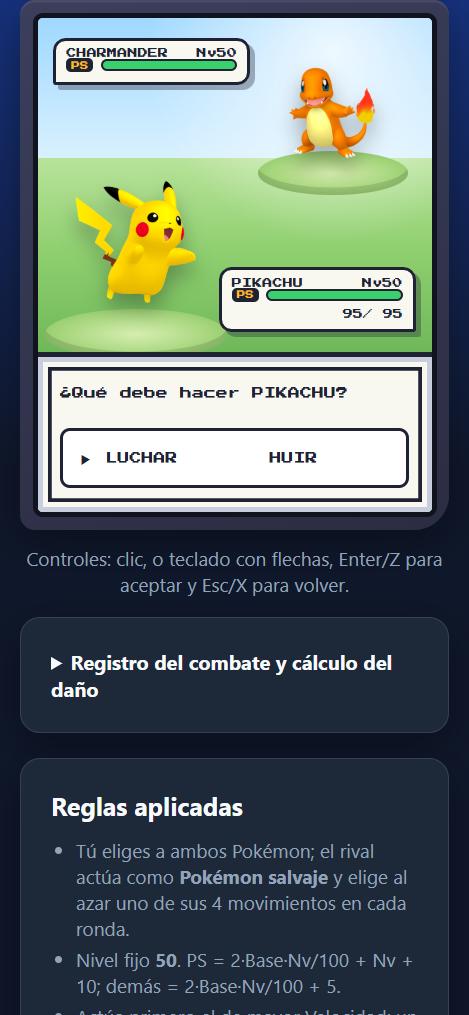 CHARMANDER Nv50
PS
PIKACHU Nv50
PS
95/ 95
¿Qué debe hacer PIKACHU?
▶ LUCHAR HUIR
Controles: clic, o teclado con flechas, Enter/Z para
aceptar y Esc/X para volver.
▶ Registro del combate y cálculo del
daño
Reglas aplicadas
• Tú eliges a ambos Pokémon; el rival
actúa como Pokémon salvaje y elige al
azar uno de sus 4 movimientos en cada
ronda.
• Nivel fijo 50. PS = 2·Base·Nv/100 + Nv +
10; demás = 2·Base·Nv/100 + 5.